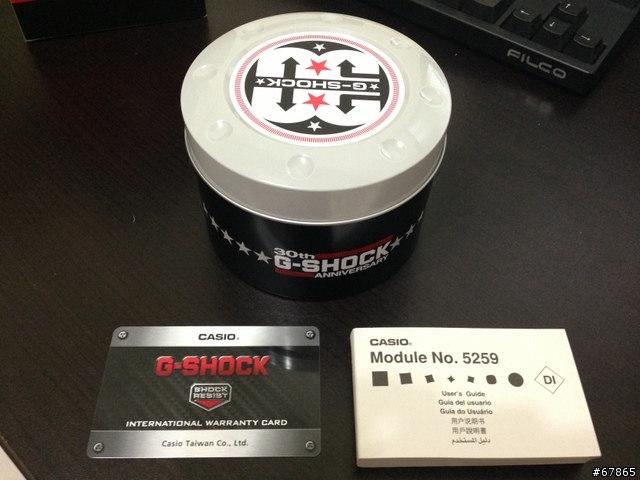 FILCO
G-SHOCK
30th
G-SHOCK
ANNIVERSARY
CASIO
G-SHOCK
SHOCK
RESIST
INTERNATIONAL WARRANTY CARD
Casio Taiwan Co., Ltd.
CASIO®
Module No. 5259
DI
User's Guide
Guía del usuario
Guia do Usuário
用户说明书
用戶說明書
دليل المستخدم
#67865